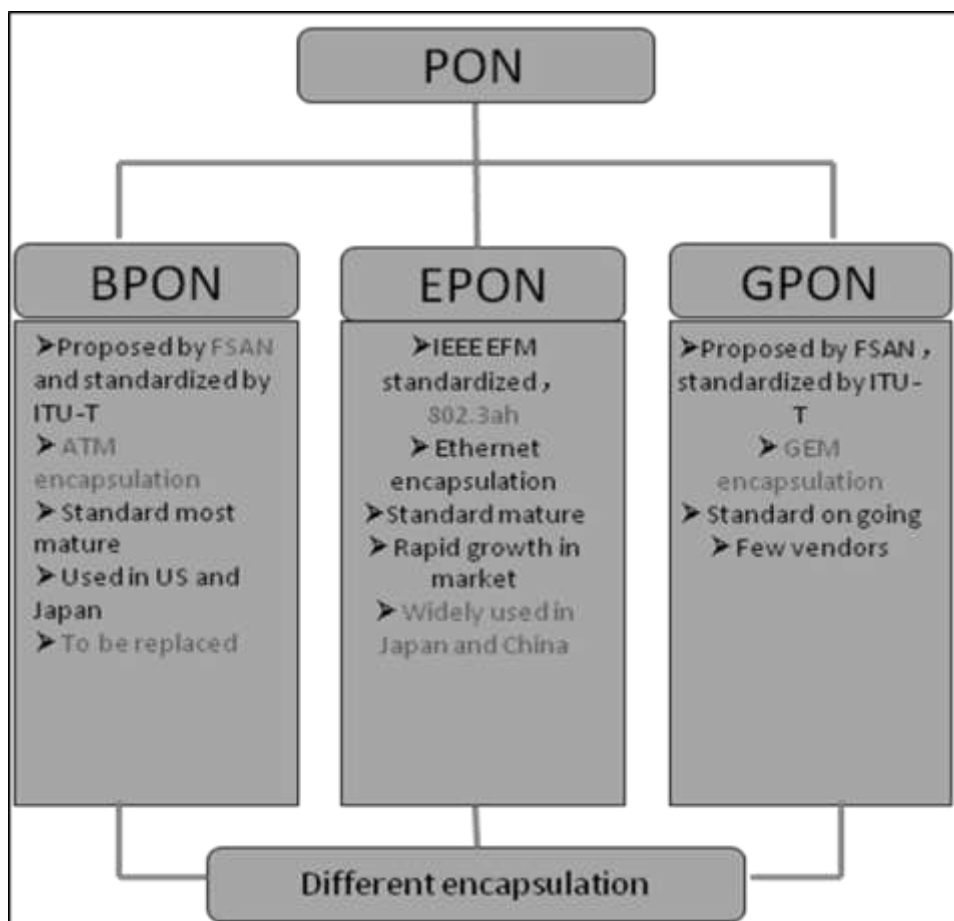 PON
BPON
➤Proposed by FSAN
and standardized by
ITU-T
➤ ATM
encapsulation
➤ Standard most
mature
➤ Used in US and
Japan
➤ To be replaced
EPON
➤IEEE EFM
standardized ，
802.3ah
➤ Ethernet
encapsulation
➤Standard mature
➤ Rapid growth in
market
➤ Widely used in
Japan and China
GPON
➤Proposed by FSAN ，
standardized by ITU-
T
➤ GEM
encapsulation
➤ Standard on going
➤ Few vendors
Different encapsulation